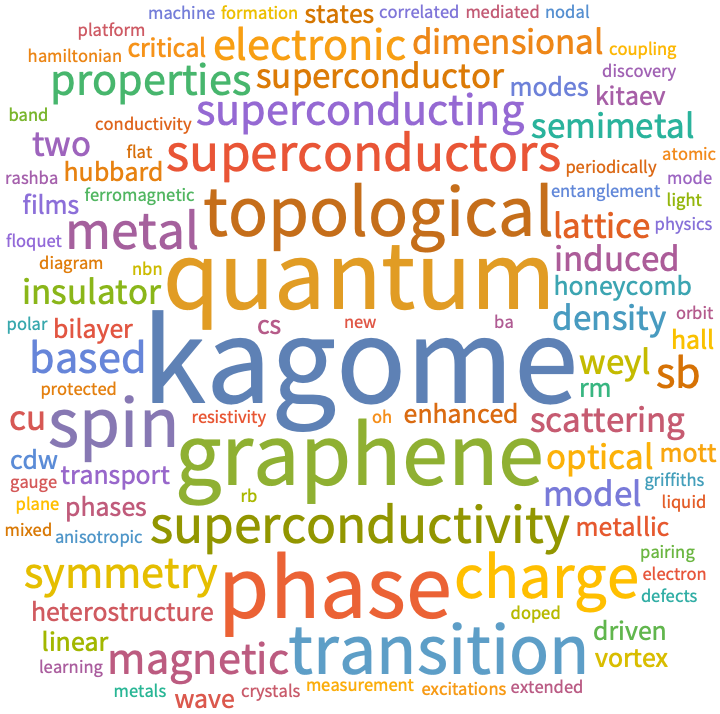 machine formation states correlated mediated nodal
platform
hamiltonian critical electronic dimensional coupling
properties superconductor modes discovery
band conductivity superconducting kitaev
two flat superconductors semimetal
rashba hubbard periodically atomic
films ferromagnetic topological entanglement mode light
floquet metal lattice physics
diagram nbn quantum induced
insulator honeycomb
polar bilayer cs new ba density orbit
based kagome weyl hall
protected rm sb
cu spin resistivity oh enhanced scattering
cdw transport graphene optical mott
gauge rb model griffiths
plane phases liquid
mixed anisotropic superconductivity metallic
symmetry phase charge pairing
electron
heterostructure doped defects
linear magnetic transition driven
learning vortex
metals wave crystals measurement excitations extended